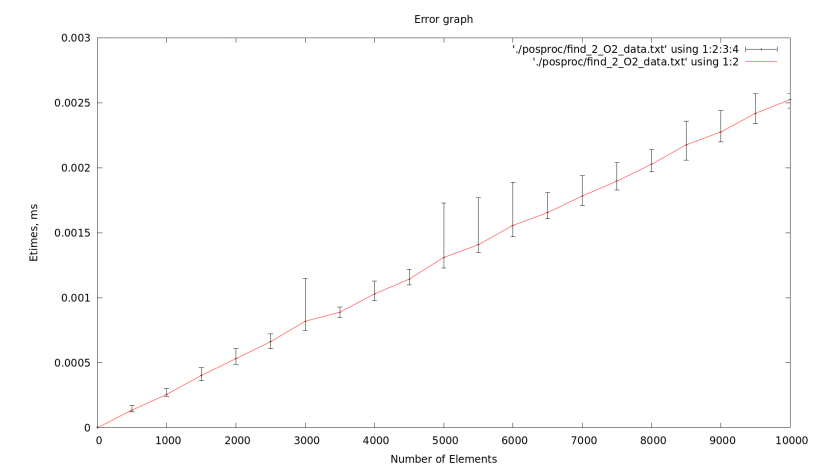 Error graph
'./posproc/find_2_O2_data.txt' using 1:2:3:4
'./posproc/find_2_O2_data.txt' using 1:2
0.003
0.0025
0.002
0.0015
0.001
0.0005
0
Etimes, ms
0 1000 2000 3000 4000 5000 6000 7000 8000 9000 10000
Number of Elements